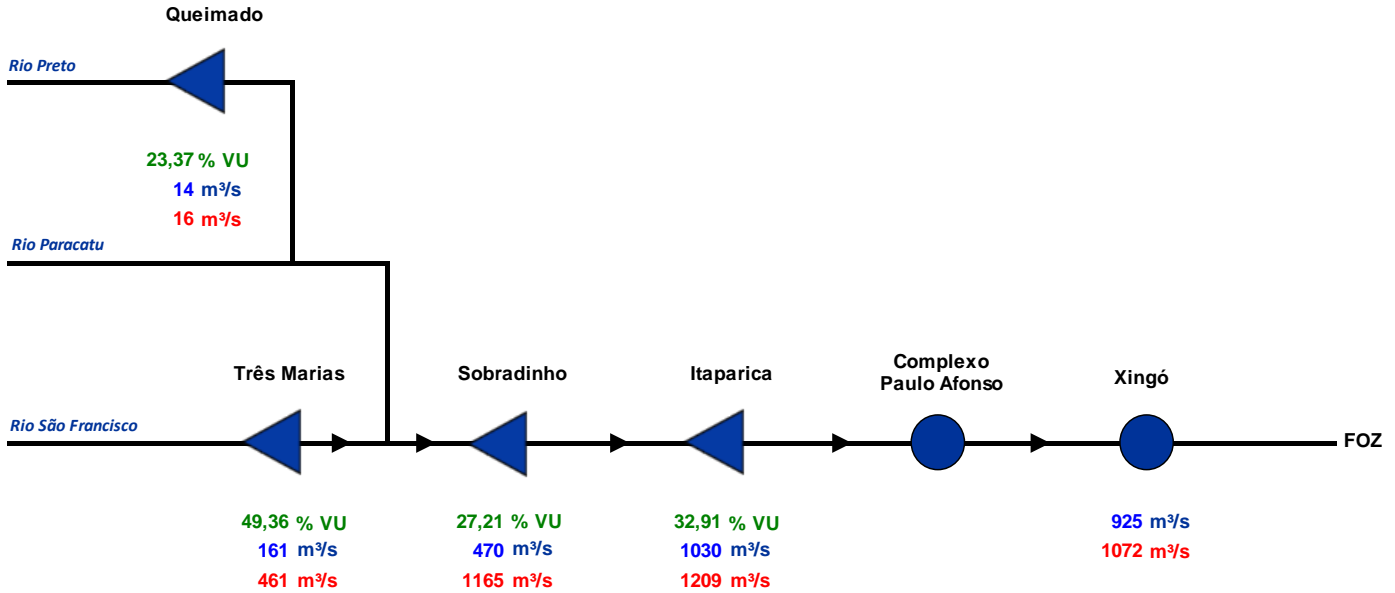 Queimado
Rio Preto
23,37 % VU
14 m³/s
16 m³/s
Rio Paracatu
Três Marias
Sobradinho
Itaparica
Complexo
Paulo Afonso
Xingó
Rio São Francisco
FOZ
49,36 % VU
161 m³/s
461 m³/s
27,21 % VU
470 m³/s
1165 m³/s
32,91 % VU
1030 m³/s
1209 m³/s
925 m³/s
1072 m³/s